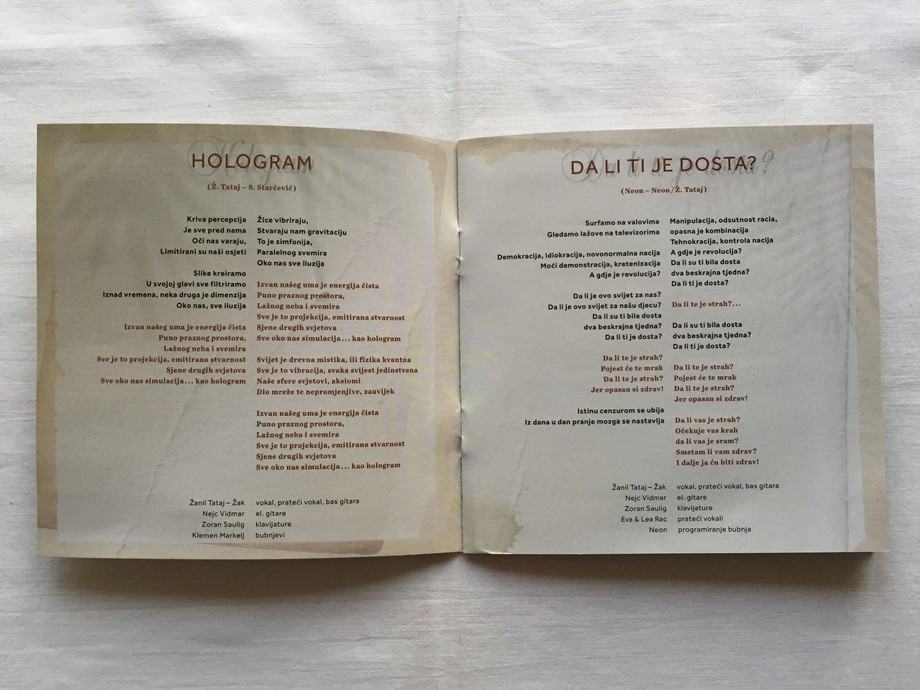 HOLOGRAM
(Ž. Tataj – S. Starčević)
Kriva percepcija
Je sve pred nama
Oči nas varaju,
Limitirani su naši osjeti
Slike kreiramo
U svojoj glavi sve filtriramo
Iznad vremena, neka druga je dimenzija
Oko nas, sve iluzija
Izvan našeg uma je energija čista
Puno praznog prostora,
Lažnog neba i svemira
Sve je to projekcija, emitirana stvarnost
Sjene drugih svjetova
Sve oko nas simulacija... kao hologram
Žice vibriraju,
Stvaraju nam gravitaciju
To je simfonija,
Paralelnog svemira
Oko nas sve iluzija
Izvan našeg uma je energija čista
Puno praznog prostora,
Lažnog neba i svemira
Sve je to projekcija, emitirana stvarnost
Sjene drugih svjetova
Sve oko nas simulacija... kao hologram
Svijet je drevna mistika, ili fizika kvantna
Sve je to vibracija, svaka svijest jedinstvena
Naše sfere svjetovi, aksiomi
Dio mreže te nepromjenjive, zauvijek
Izvan našeg uma je energija čista
Puno praznog prostora,
Lažnog neba i svemira
Sve je to projekcija, emitirana stvarnost
Sjene drugih svjetova
Sve oko nas simulacija... kao hologram
Žanil Tataj – Žak vokal, prateći vokal, bas gitara
Nejc Vidmar el. gitare
Zoran Saulig klavijature
Klemen Markelj bubnjevi
DA LI TI JE DOSTA?
(Neon – Neon/Ž. Tataj)
Surfamo na valovima
Gledamo lažove na televizorima
Demokracija, idiokracija, novonormalna nacija
Moći demonstracija, kretenizacija
A gdje je revolucija?
Da li je ovo svijet za nas?
Da li je ovo svijet za našu djecu?
Da li su ti bila dosta
dva beskrajna tjedna?
Da li ti je dosta?
Da li te je strah?
Pojest će te mrak
Da li te je strah?
Jer opasan si zdrav!
Istinu cenzurom se ubija
Iz dana u dan pranje mozga se nastavlja
Manipulacija, odsutnost racia,
opasna je kombinacija
Tehnokracija, kontrola nacija
A gdje je revolucija?
Da li su ti bila dosta
dva beskrajna tjedna?
Da li ti je dosta?
Da li te je strah?...
Da li su ti bila dosta
dva beskrajna tjedna?
Da li ti je dosta?
Da li te je strah?
Pojest će te mrak
Da li te je strah?
Jer opasan si zdrav!
Da li vas je strah?
Očekuje vas krah
da li vas je sram?
Smetam li vam zdrav?
I dalje ja ću biti zdrav!
Žanil Tataj – Žak vokal, prateći vokal, bas gitara
Nejc Vidmar el. gitare
Zoran Saulig klavijature
Eva & Lea Rac prateći vokali
Neon programiranje bubnja